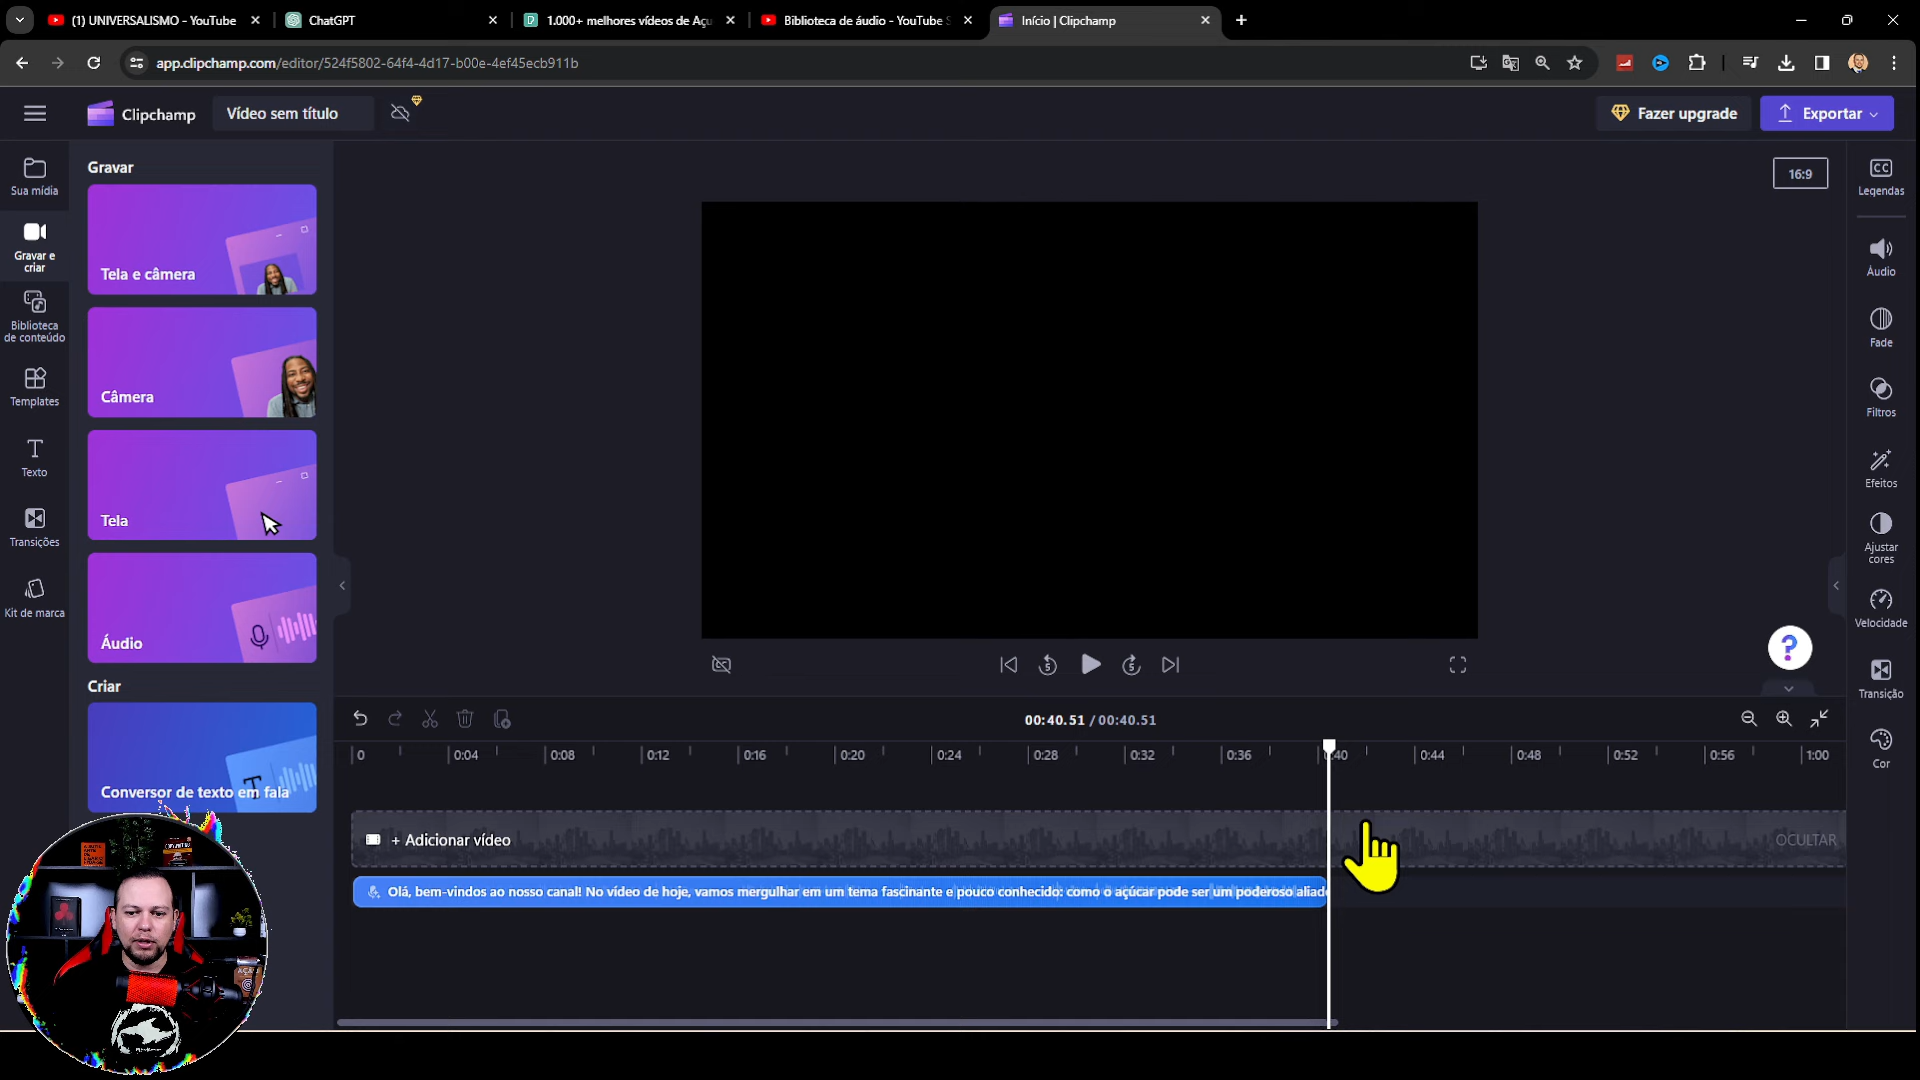 (1) UNIVERSALISMO - YouTube
ChatGPT
1.000+ melhores vídeos de Açu
Biblioteca de áudio - YouTube S
Início | Clipchamp
app.clipchamp.com/editor/524f5802-64f4-4d17-b00e-4ef45ecb911b
Clipchamp
Vídeo sem título
Fazer upgrade
Exportar
Sua mídia
Gravar e criar
Biblioteca de conteúdo
Templates
Texto
Transições
Kit de marca
Gravar
Tela e câmera
Câmera
Tela
Áudio
Criar
Conversor de texto em fala
16:9
CC
Legendas
Áudio
Fade
Filtros
Efeitos
Ajustar cores
Velocidade
Transição
Cor
?
5
5
00:40.51 / 00:40.51
0 0:04 0:08 0:12 0:16 0:20 0:24 0:28 0:32 0:36 :40 0:44 0:48 0:52 0:56 1:00
+ Adicionar vídeo
OCULTAR
Olá, bem-vindos ao nosso canal! No vídeo de hoje, vamos mergulhar em um tema fascinante e pouco conhecido: como o açúcar pode ser um poderoso aliado